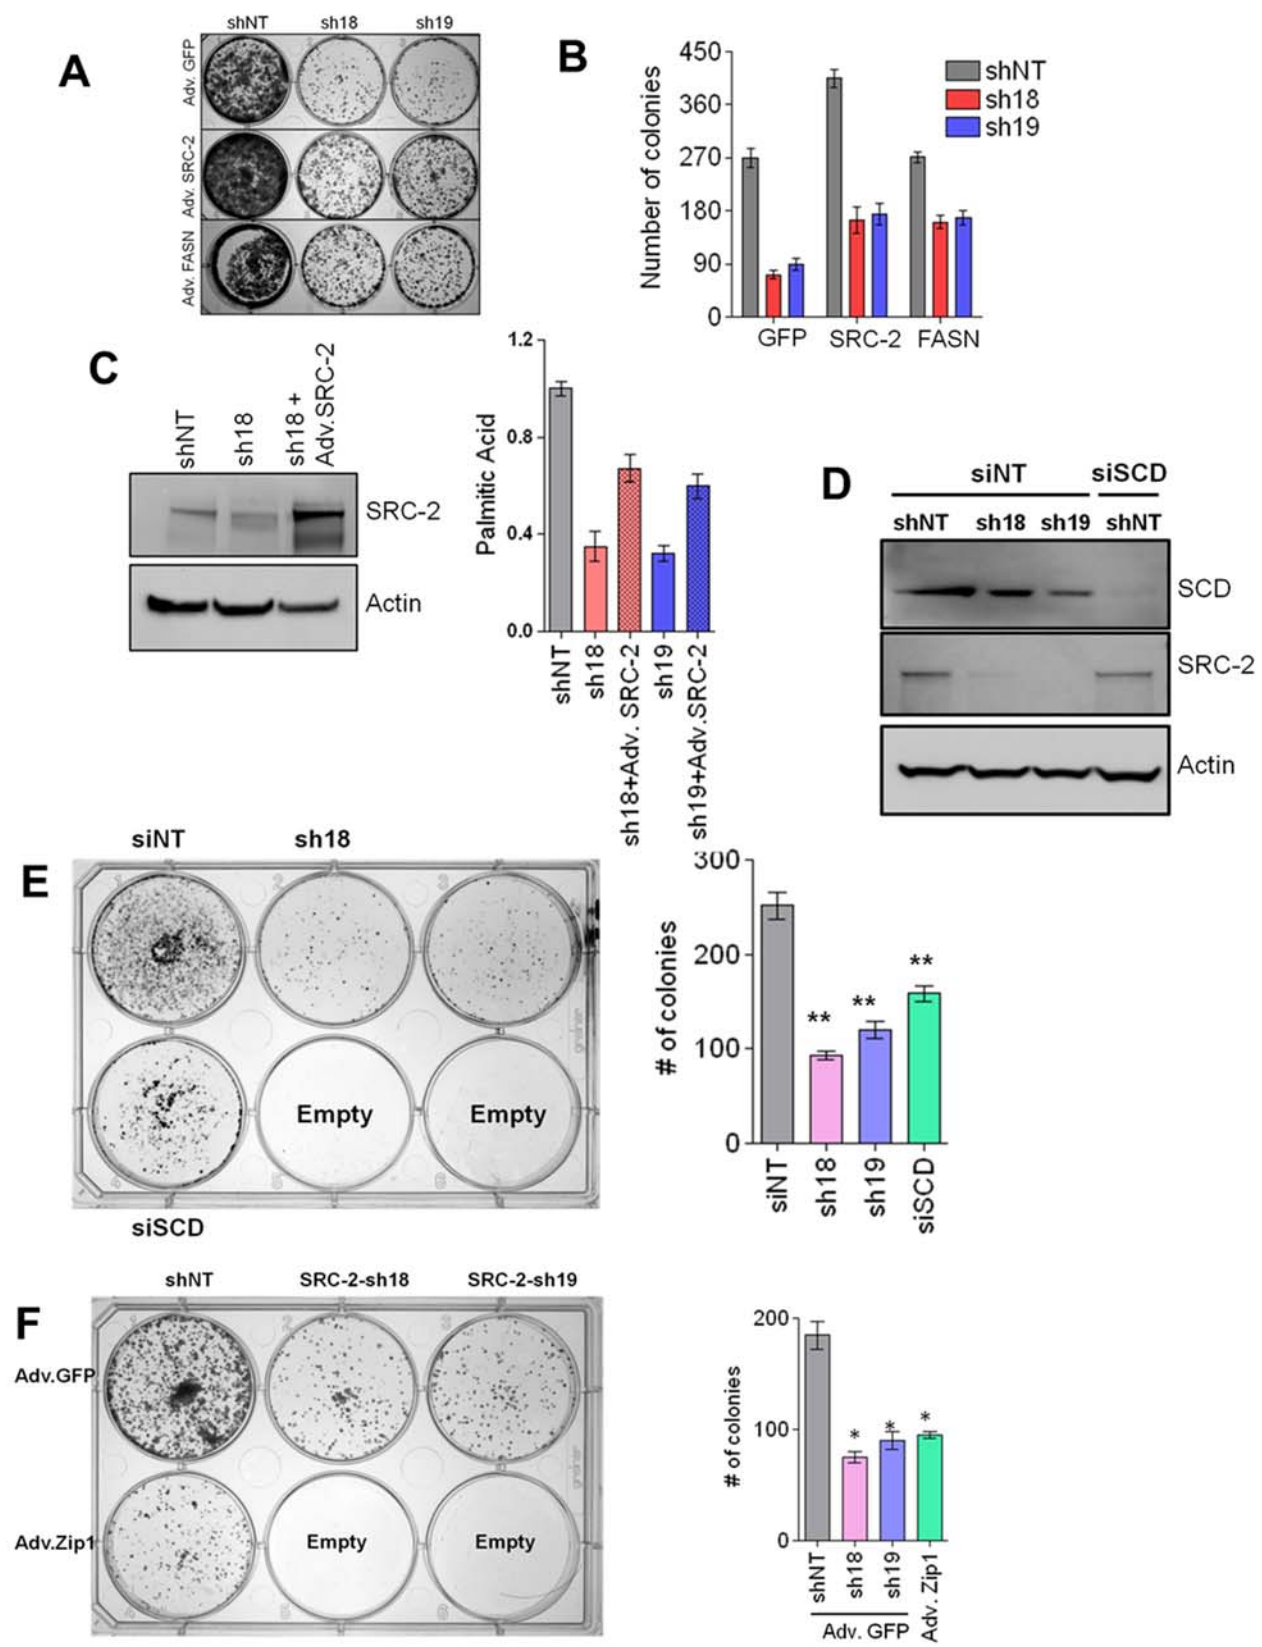 A
shNT sh18 sh19
Adv. GFP
Adv. SRC-2
Adv. FASN
B
Number of colonies
450
360
270
180
90
0
GFP SRC-2 FASN
shNT
sh18
sh19
C
shNT
sh18
sh18 +
Adv.SRC-2
SRC-2
Actin
Palmitic Acid
1.2
0.8
0.4
0.0
shNT
sh18
sh18+Adv. SRC-2
sh19
sh19+Adv.SRC-2
D
siNT siSCD
shNT sh18 sh19 shNT
SCD
SRC-2
Actin
E
siNT sh18
Empty Empty
siSCD
# of colonies
300
200
100
0
** ** **
siNT
sh18
sh19
siSCD
F
shNT SRC-2-sh18 SRC-2-sh19
Adv.GFP
Adv.Zip1
Empty Empty
# of colonies
200
100
0
* * *
shNT
sh18
sh19
Adv. Zip1
Adv. GFP